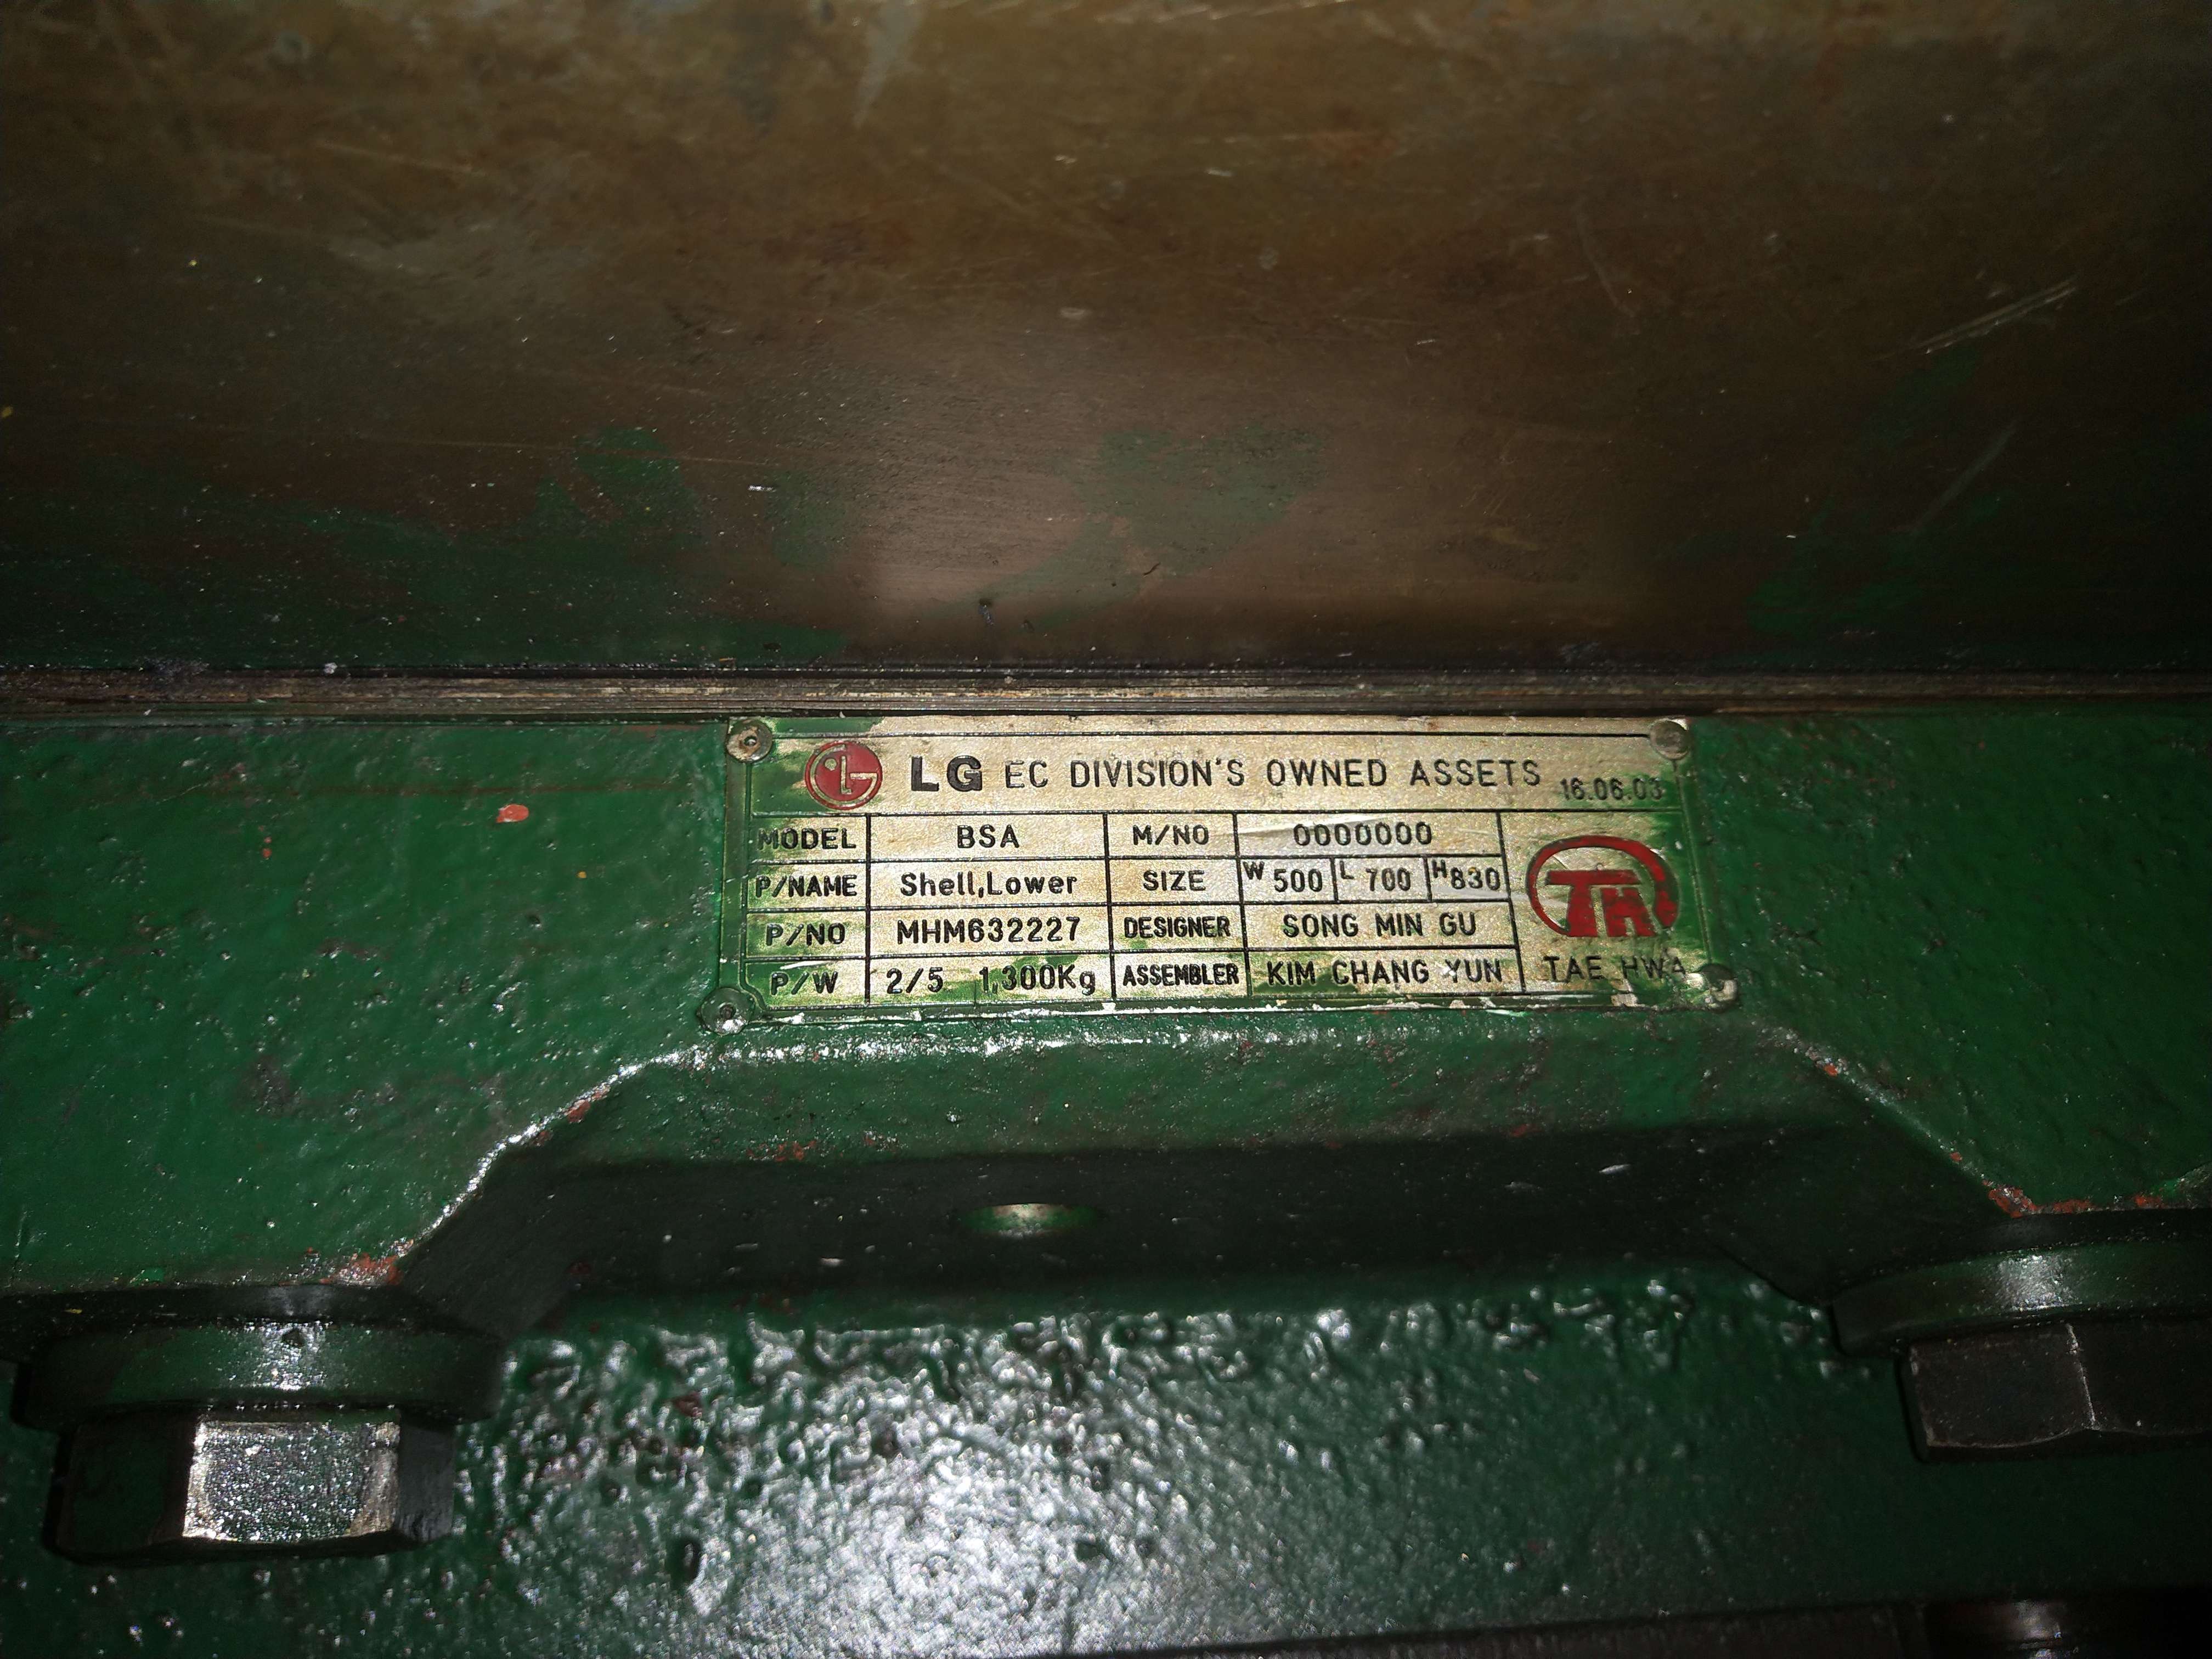 LG EC DIVISION'S OWNED ASSETS 16.06.03
MODEL BSA M/NO 0000000
P/NAME Shell,Lower SIZE W 500 L 700 H 830
P/NO MHM632227 DESIGNER SONG MIN GU
P/W 2/5 1,300Kg ASSEMBLER KIM CHANG YUN
TH
TAE HWA